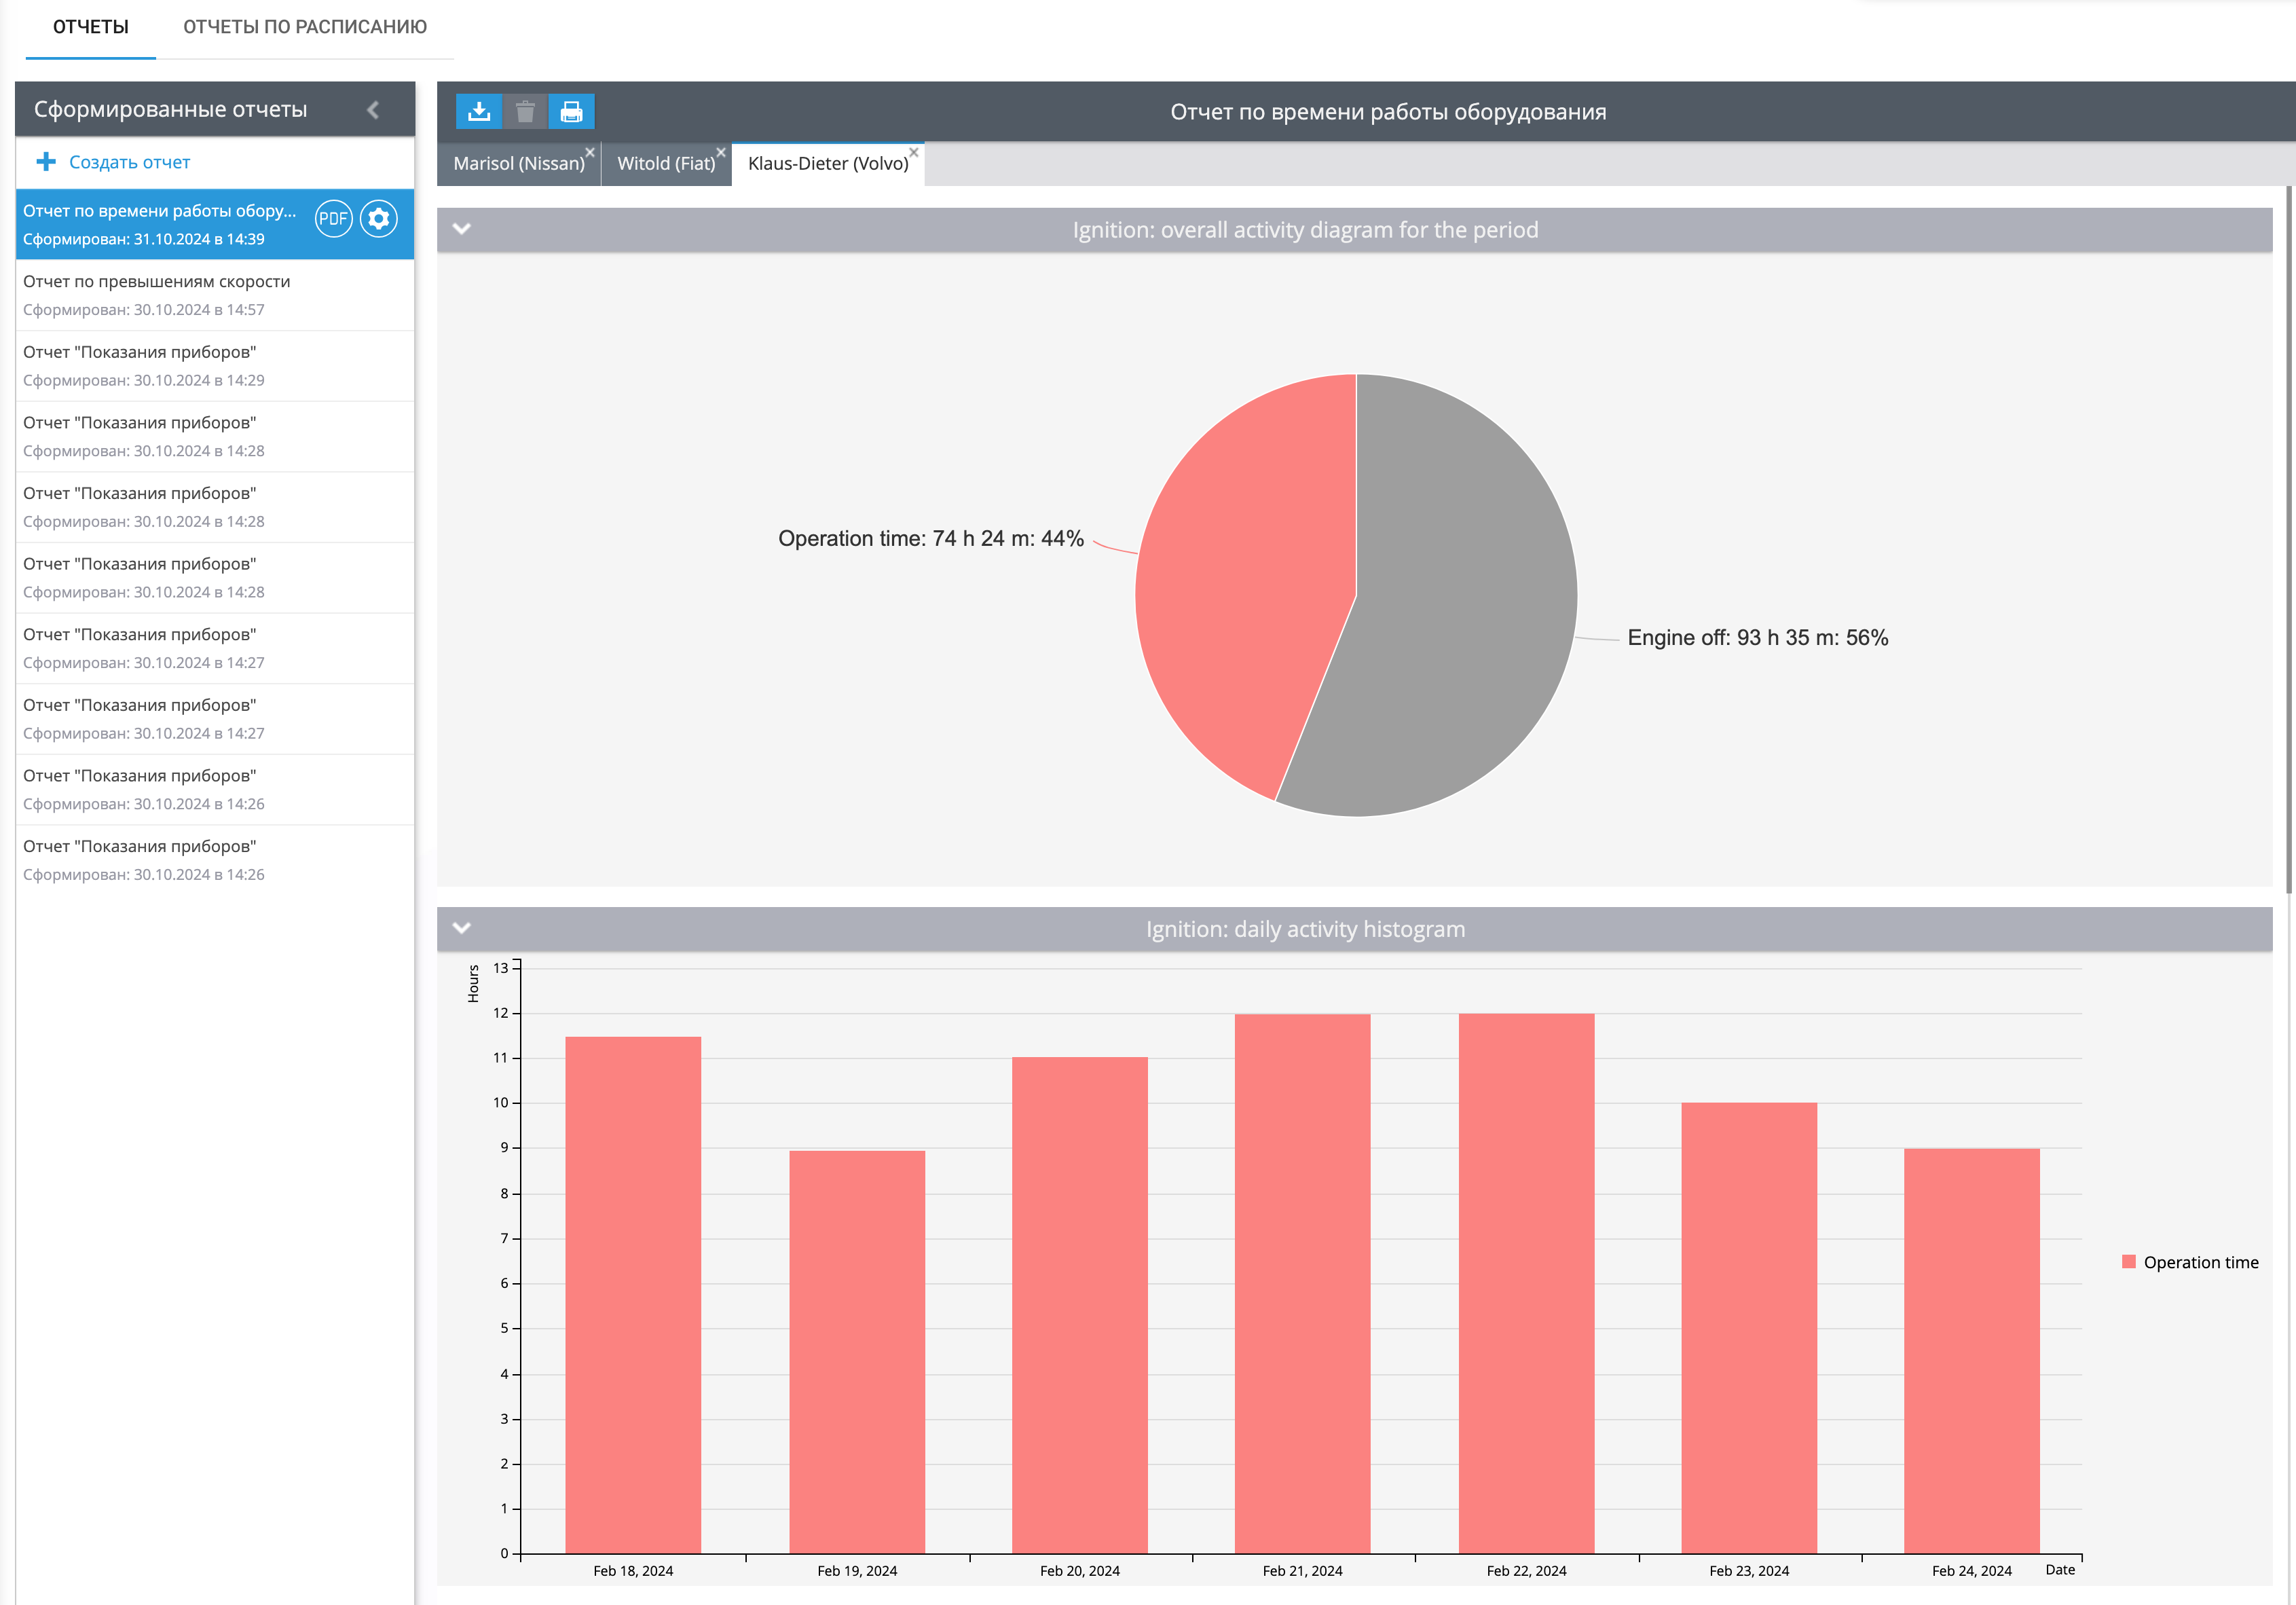 ОТЧЕТЫ
ОТЧЕТЫ ПО РАСПИСАНИЮ
Сформированные отчеты
Создать отчет
Отчет по времени работы обору...
PDF
Сформирован: 31.10.2024 в 14:39
Отчет по превышениям скорости
Сформирован: 30.10.2024 в 14:57
Отчет "Показания приборов"
Сформирован: 30.10.2024 в 14:29
Отчет "Показания приборов"
Сформирован: 30.10.2024 в 14:28
Отчет "Показания приборов"
Сформирован: 30.10.2024 в 14:28
Отчет "Показания приборов"
Сформирован: 30.10.2024 в 14:28
Отчет "Показания приборов"
Сформирован: 30.10.2024 в 14:27
Отчет "Показания приборов"
Сформирован: 30.10.2024 в 14:27
Отчет "Показания приборов"
Сформирован: 30.10.2024 в 14:26
Отчет "Показания приборов"
Сформирован: 30.10.2024 в 14:26
Отчет по времени работы оборудования
Marisol (Nissan)
Witold (Fiat)
Klaus-Dieter (Volvo)
Ignition: overall activity diagram for the period
Operation time: 74 h 24 m: 44%
Engine off: 93 h 35 m: 56%
Ignition: daily activity histogram
Hours
13
12
11
10
9
8
7
6
5
4
3
2
1
0
Feb 18, 2024
Feb 19, 2024
Feb 20, 2024
Feb 21, 2024
Feb 22, 2024
Feb 23, 2024
Feb 24, 2024
Date
Operation time